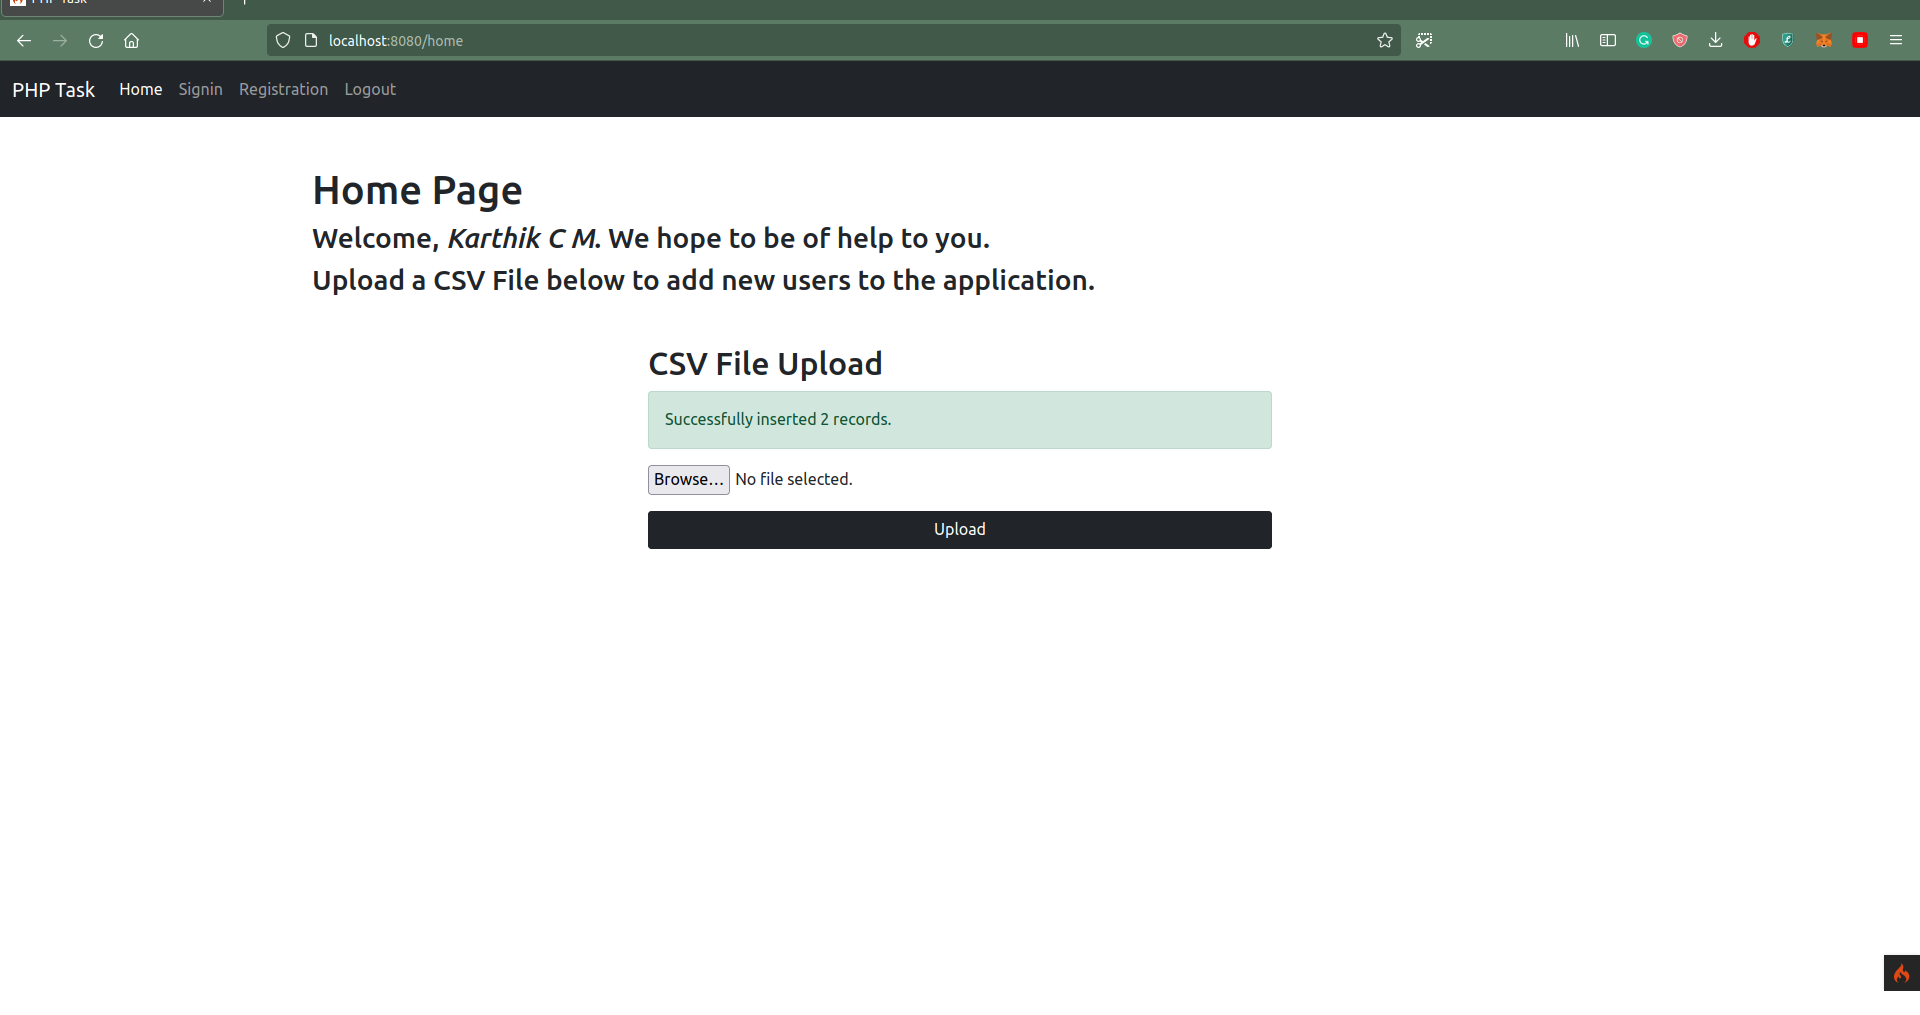 PHP Task
localhost:8080/home
PHP Task Home Signin Registration Logout
Home Page
Welcome, Karthik C M. We hope to be of help to you.
Upload a CSV File below to add new users to the application.
CSV File Upload
Successfully inserted 2 records.
Browse... No file selected.
Upload